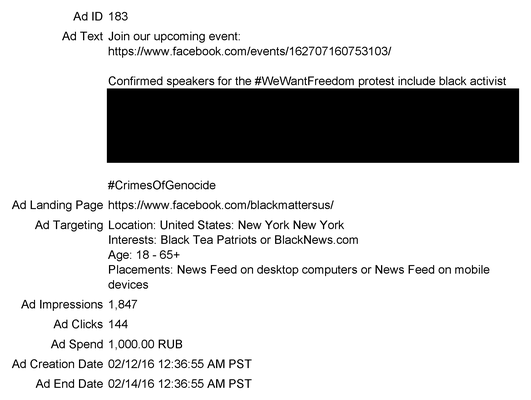 Ad ID 183
Ad Text Join our upcoming event:
https://www.facebook.com/events/162707160753103/
Confirmed speakers for the #WeWantFreedom protest include black activist
#CrimesOfGenocide
Ad Landing Page https://www.facebook.com/blackmattersus/
Ad Targeting Location: United States: New York New York
Interests: Black Tea Patriots or BlackNews.com
Age: 18 - 65+
Placements: News Feed on desktop computers or News Feed on mobile
devices
Ad Impressions 1,847
Ad Clicks 144
Ad Spend 1,000.00 RUB
Ad Creation Date 02/12/16 12:36:55 AM PST
Ad End Date 02/14/16 12:36:55 AM PST